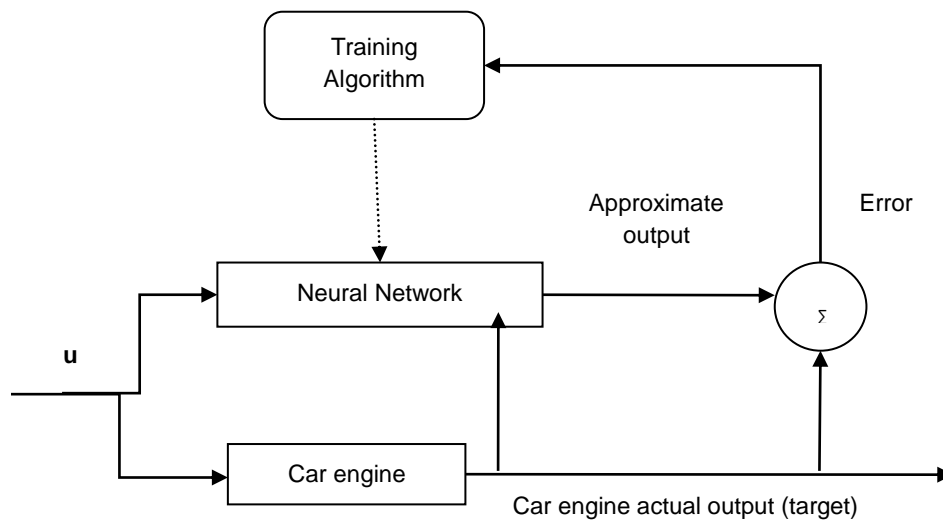 Training
Algorithm
Approximate
output
Error
Neural Network
Σ
u
Car engine
Car engine actual output (target)